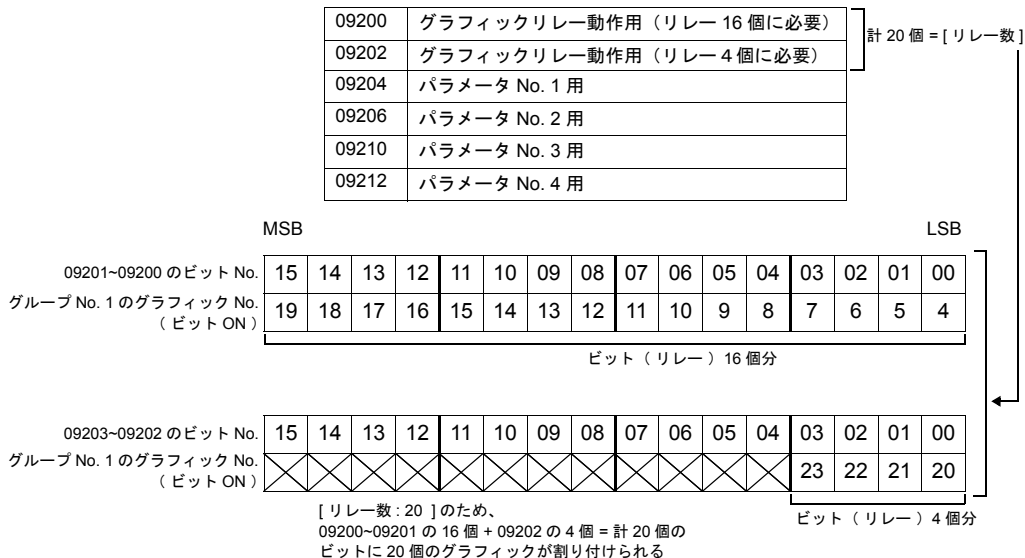 09200 グラフィックリレー動作用（リレー 16 個に必要）
計 20 個 = [ リレー数 ]
09202 グラフィックリレー動作用（リレー 4 個に必要）
09204 パラメータ No. 1 用
09206 パラメータ No. 2 用
09210 パラメータ No. 3 用
09212 パラメータ No. 4 用
MSB LSB
09201~09200 のビット No. 15 14 13 12 11 10 09 08 07 06 05 04 03 02 01 00
グループ No. 1 のグラフィック No.
（ ビット ON ） 19 18 17 16 15 14 13 12 11 10 9 8 7 6 5 4
ビット（ リレー ）16 個分
09203~09202 のビット No. 15 14 13 12 11 10 09 08 07 06 05 04 03 02 01 00
グループ No. 1 のグラフィック No.
（ ビット ON ） 23 22 21 20
ビット（ リレー ）4 個分
[ リレー数 : 20 ] のため、
09200~09201 の 16 個 + 09202 の 4 個 = 計 20 個の
ビットに 20 個のグラフィックが割り付けられる